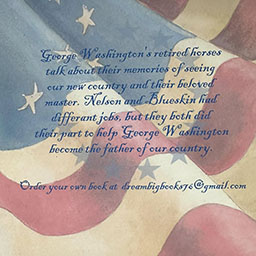 George Washington's retired horses
talk about their memories of seeing
our new country and their beloved
master. Nelson and Blueskin had
different jobs, but they both did
their part to help George Washington
become the father of our country.
Order your own book at dreambigbooks76@gmail.com